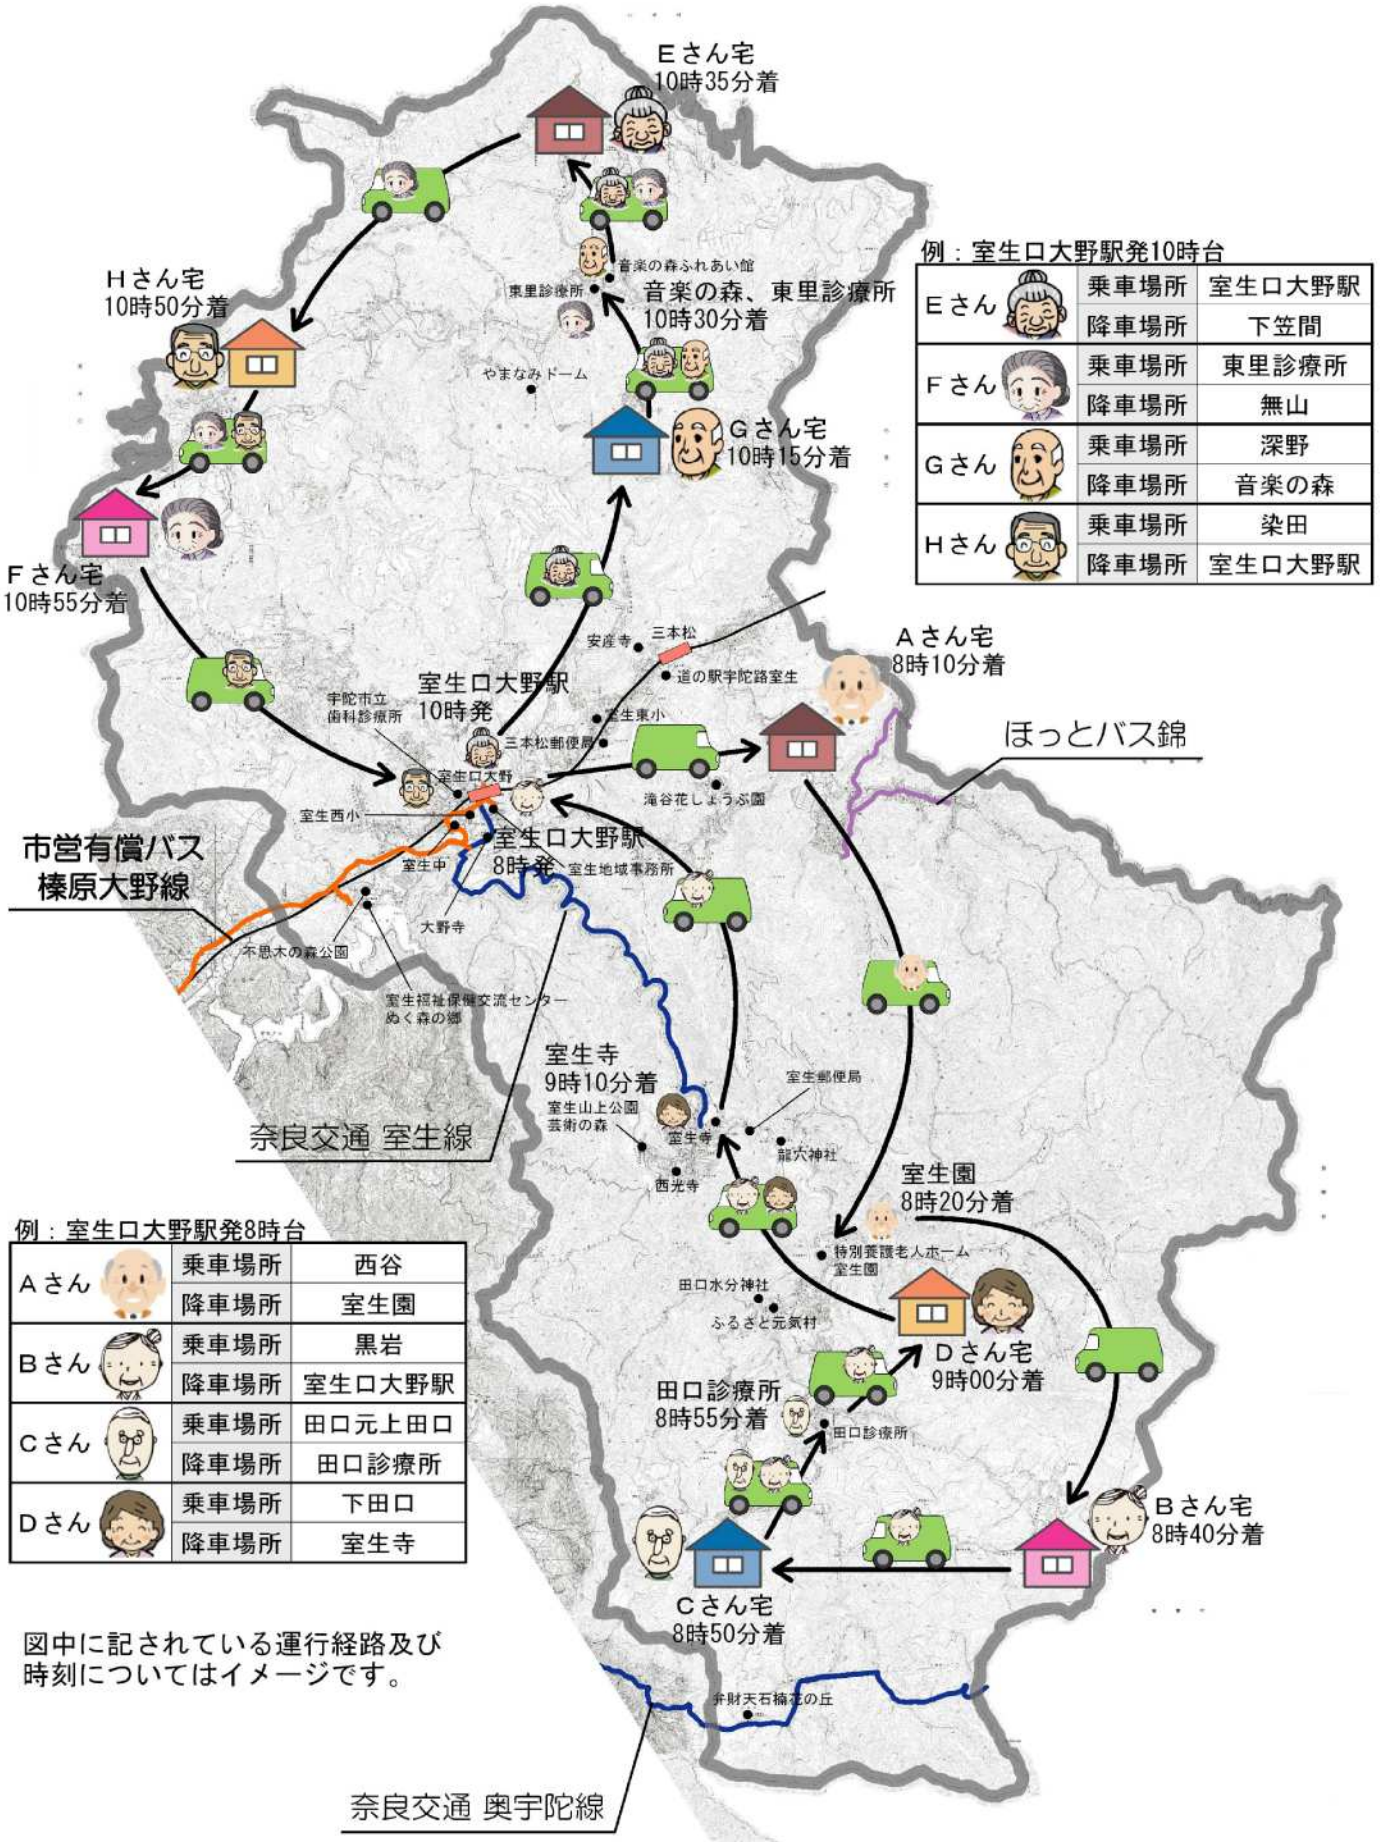 Eさん宅
10時35分着
例：室生口大野駅発10時台
Eさん
乗車場所 室生口大野駅
降車場所 下笠間
Fさん
乗車場所 東里診療所
降車場所 無山
Gさん
乗車場所 深野
降車場所 音楽の森
Hさん
乗車場所 染田
降車場所 室生口大野駅
Hさん宅
10時50分着
音楽の森ふれあい館
東里診療所
音楽の森、東里診療所
10時30分着
やまなみドーム
Gさん宅
10時15分着
Fさん宅
10時55分着
安産寺
三本松
道の駅宇陀路室生
Aさん宅
8時10分着
室生口大野駅
10時発
宇陀市立
歯科診療所
室生東小
三本松郵便局
ほっとバス錦
室生口大野
滝谷花しょうぶ園
室生西小
市営有償バス
榛原大野線
室生口大野駅
8時発
室生中
室生地域事務所
大野寺
不思木の森公園
室生福祉保健交流センター
ぬく森の郷
室生寺
9時10分着
室生山上公園
芸術の森
室生郵便局
室生寺
龍穴神社
西光寺
奈良交通 室生線
室生園
8時20分着
特別養護老人ホーム
室生園
田口水分神社
ふるさと元気村
例：室生口大野駅発8時台
Aさん
乗車場所 西谷
降車場所 室生園
Bさん
乗車場所 黒岩
降車場所 室生口大野駅
Cさん
乗車場所 田口元上田口
降車場所 田口診療所
Dさん
乗車場所 下田口
降車場所 室生寺
Dさん宅
9時00分着
田口診療所
8時55分着
田口診療所
Bさん宅
8時40分着
Cさん宅
8時50分着
図中に記されている運行経路及び
時刻についてはイメージです。
弁財天石楠花の丘
奈良交通 奥宇陀線